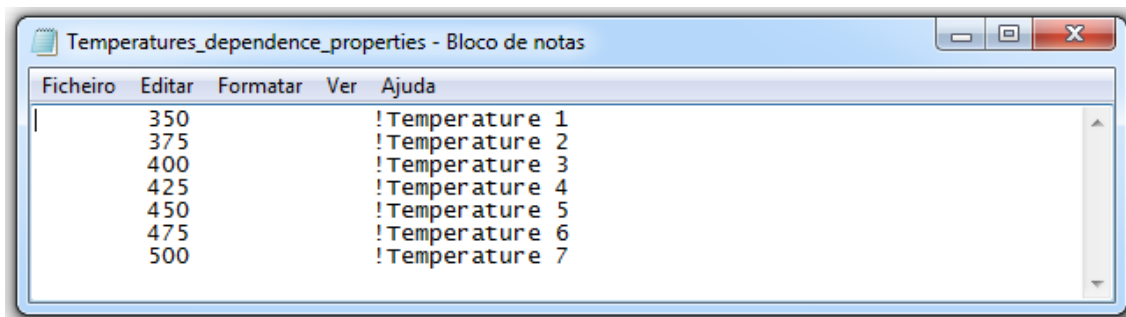 Temperatures_dependence_properties - Bloco de notas
Ficheiro Editar Formatar Ver Ajuda
350 !Temperature 1
375 !Temperature 2
400 !Temperature 3
425 !Temperature 4
450 !Temperature 5
475 !Temperature 6
500 !Temperature 7